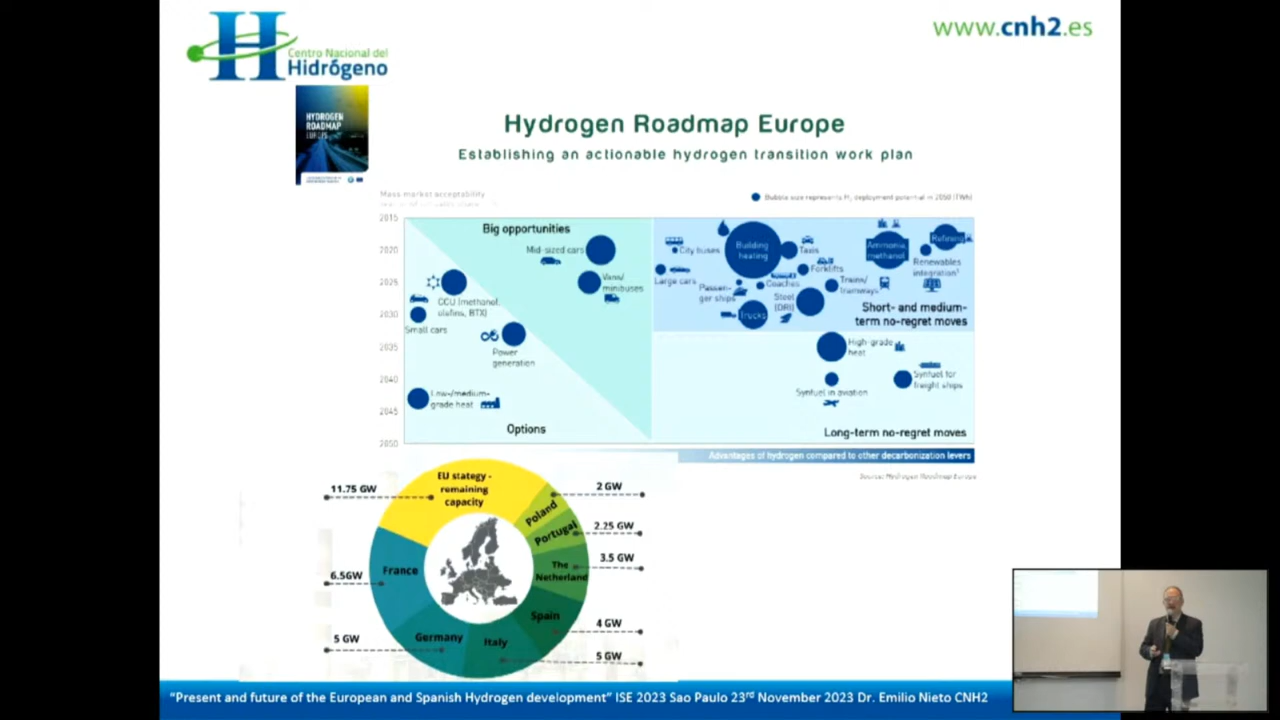 Centro Nacional del
Hidrógeno
www.cnh2.es
HYDROGEN
ROADMAP
EUROPE
Hydrogen Roadmap Europe
Establishing an actionable hydrogen transition work plan
Mass market acceptability
Bubble size represents H₂ deployment potential in 2050 (TWh)
2015
2020
2025
2030
2035
2040
2045
2050
Big opportunities
Mid-sized cars
Vans/
minibuses
CCU (methanol,
olefins, BTX)
Small cars
Power
generation
Low-/medium-
grade heat
Options
City buses
Building
heating
Taxis
Ammonia,
methanol
Refining
Large cars
Forklifts
Renewables
integration¹
Passen-
ger ships
Coaches
Trains/
tramways
Steel
(DRI)
Trucks
Short- and medium-
term no-regret moves
High-grade
heat
Synfuel for
freight ships
Synfuel in aviation
Long-term no-regret moves
Advantages of hydrogen compared to other decarbonization levers
Source: Hydrogen Roadmap Europe
EU stategy -
remaining
capacity
11.75 GW
Poland
2 GW
Portugal
2.25 GW
The
Netherland
3.5 GW
Spain
4 GW
Italy
5 GW
Germany
5 GW
France
6.5GW
"Present and future of the European and Spanish Hydrogen development" ISE 2023 Sao Paulo 23rd November 2023 Dr. Emilio Nieto CNH2